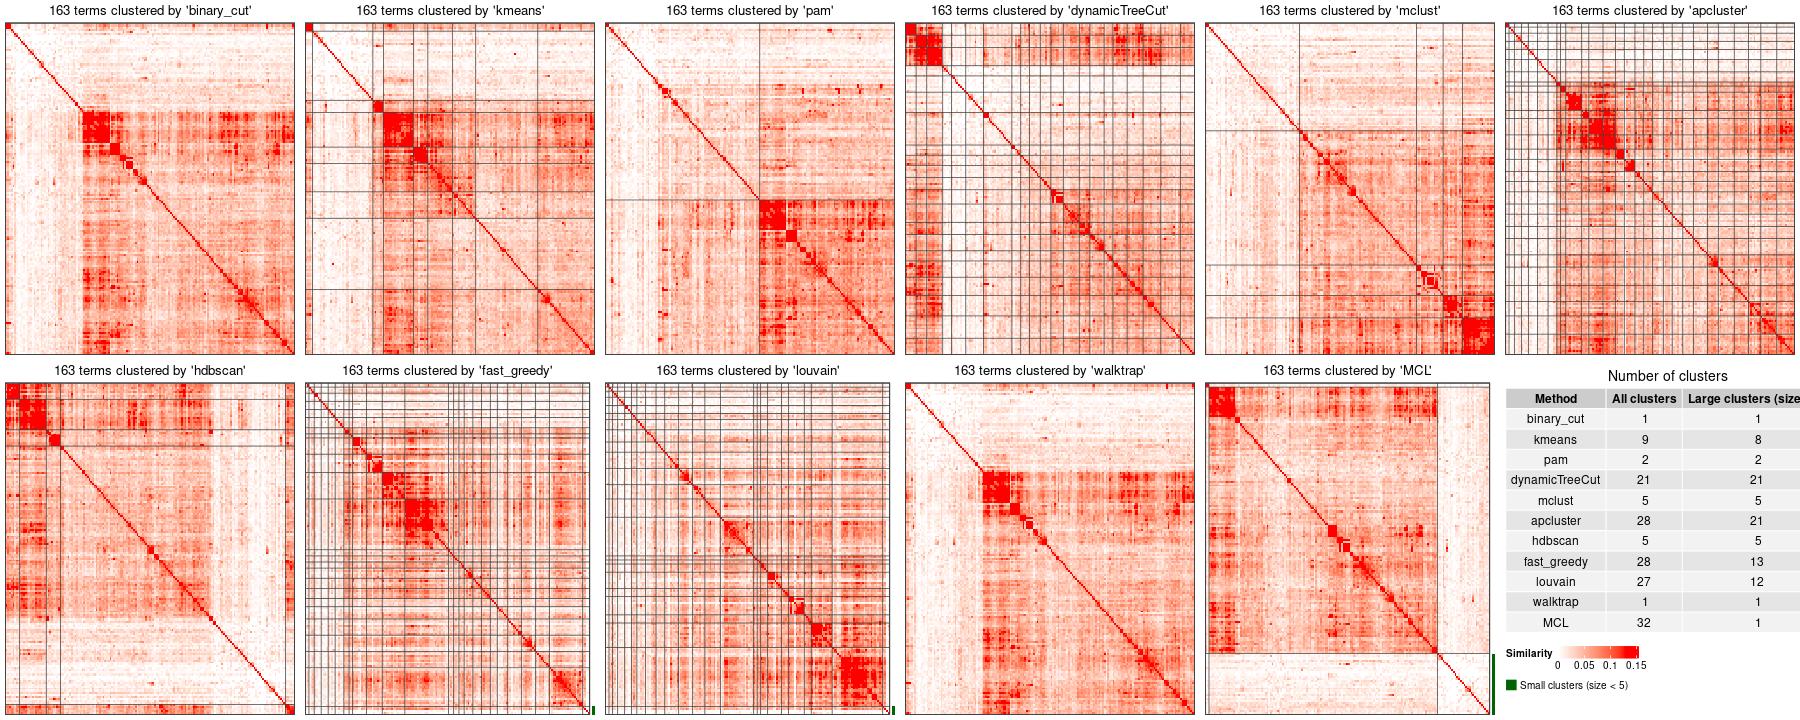 163 terms clustered by 'binary_cut'
163 terms clustered by 'kmeans'
163 terms clustered by 'pam'
163 terms clustered by 'dynamicTreeCut'
163 terms clustered by 'mclust'
163 terms clustered by 'apcluster'
163 terms clustered by 'hdbscan'
163 terms clustered by 'fast_greedy'
163 terms clustered by 'louvain'
163 terms clustered by 'walktrap'
163 terms clustered by 'MCL'
Number of clusters
Method All clusters Large clusters (size
binary_cut 1 1
kmeans 9 8
pam 2 2
dynamicTreeCut 21 21
mclust 5 5
apcluster 28 21
hdbscan 5 5
fast_greedy 28 13
louvain 27 12
walktrap 1 1
MCL 32 1
Similarity
0 0.05 0.1 0.15
Small clusters (size < 5)